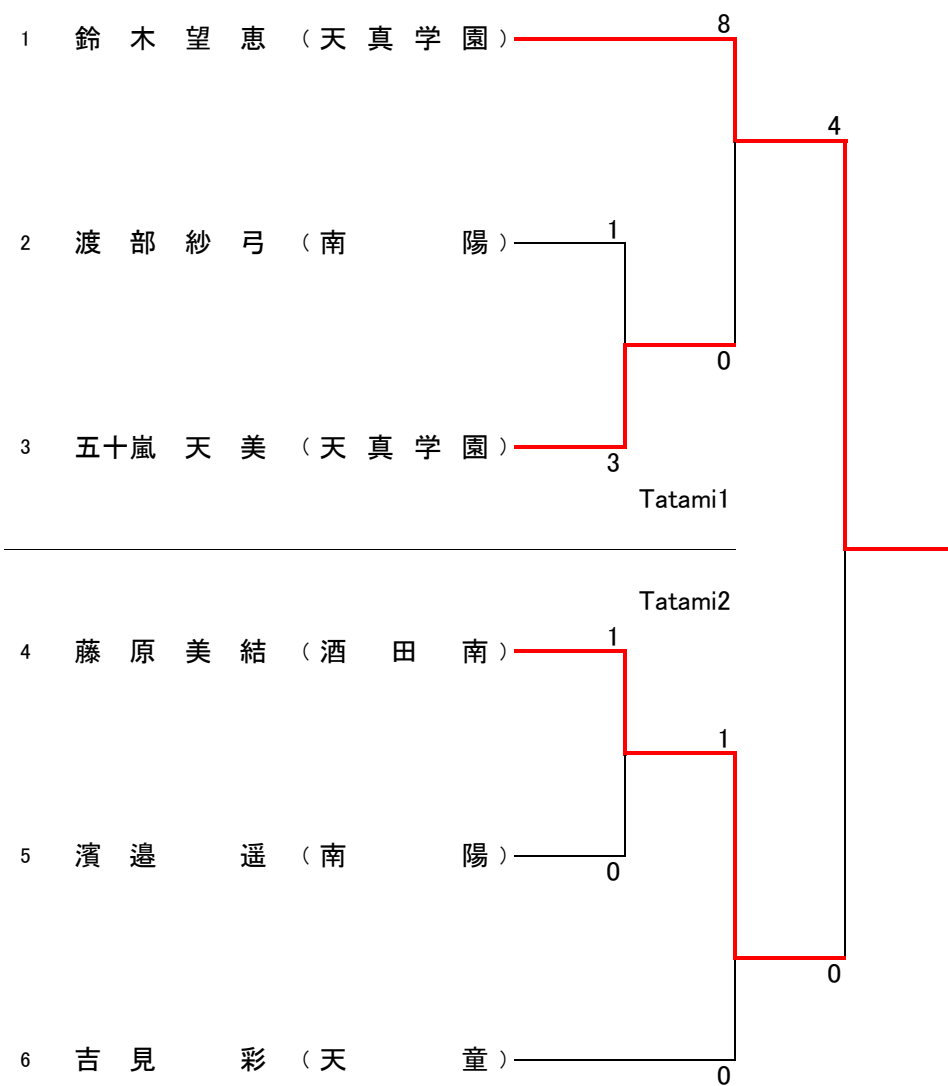 8
1 鈴木望恵（天真学園）
4
1
2 渡部紗弓（南陽）
0
3 五十嵐天美（天真学園）
3
Tatami1
Tatami2
1
4 藤原美結（酒田南）
1
5 濱邉遥（南陽）
0
0
6 吉見彩（天童）
0